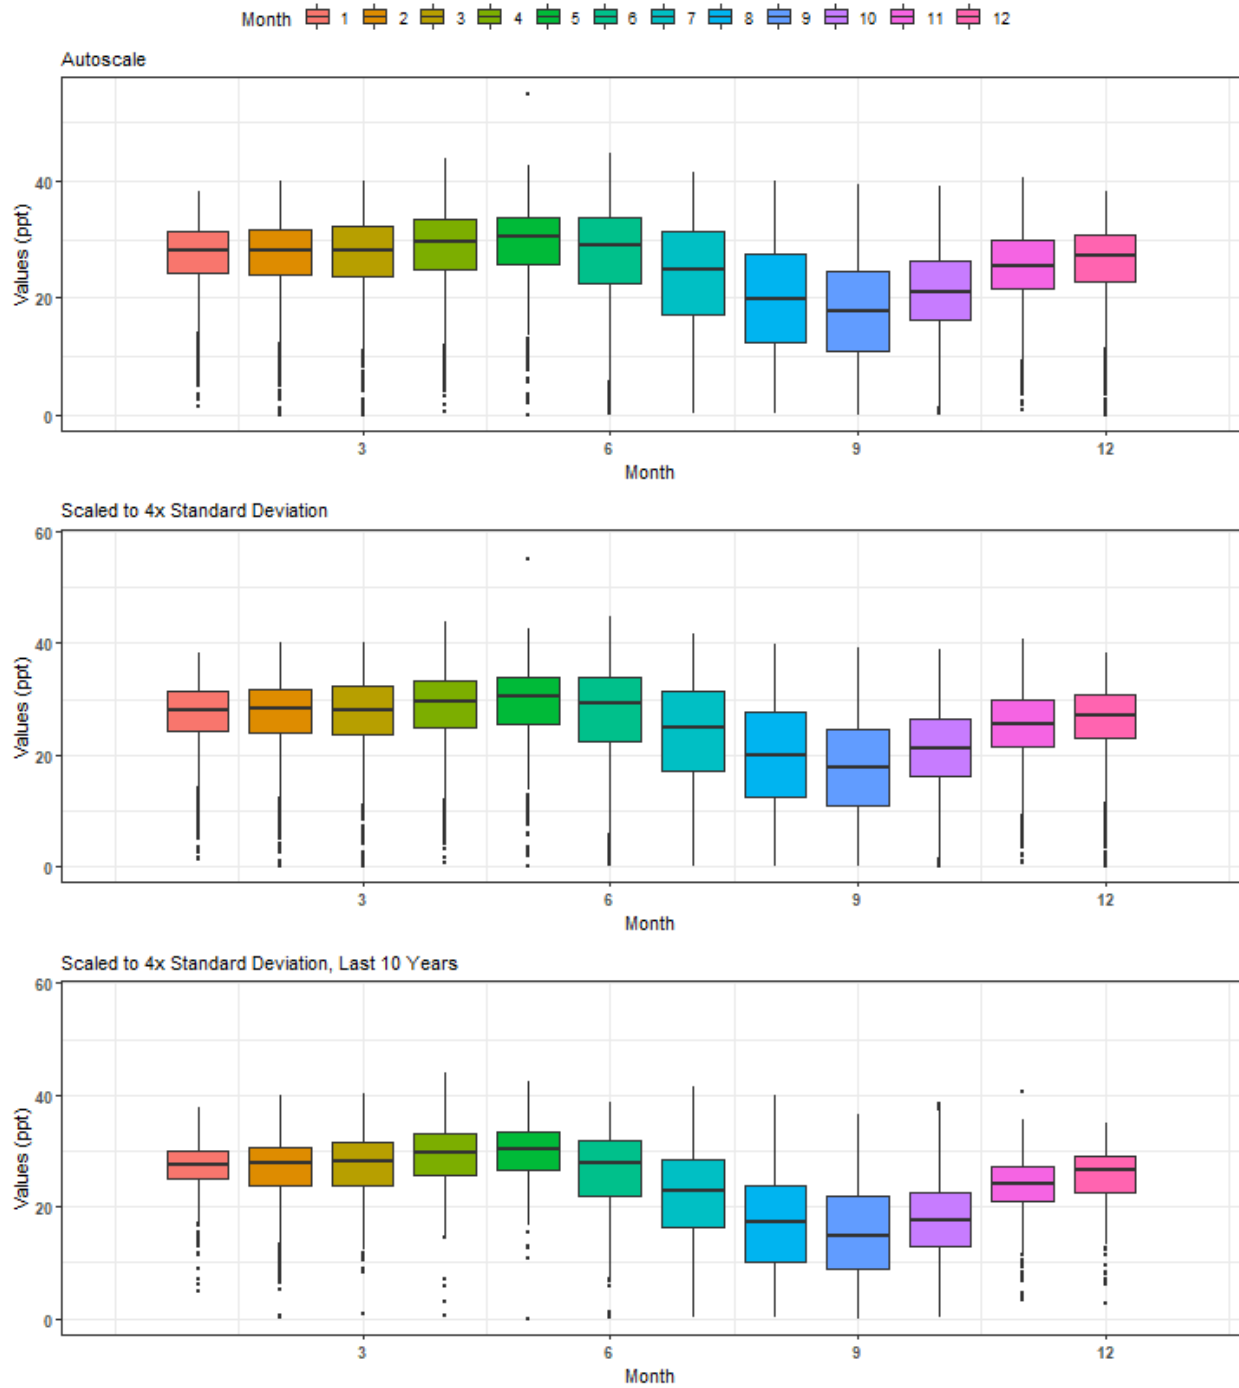 Month 1 2 3 4 5 6 7 8 9 10 11 12
Autoscale
Values (ppt)
40
20
0
3 6 9 12
Month
Scaled to 4x Standard Deviation
Values (ppt)
60
40
20
0
3 6 9 12
Month
Scaled to 4x Standard Deviation, Last 10 Years
Values (ppt)
60
40
20
0
3 6 9 12
Month